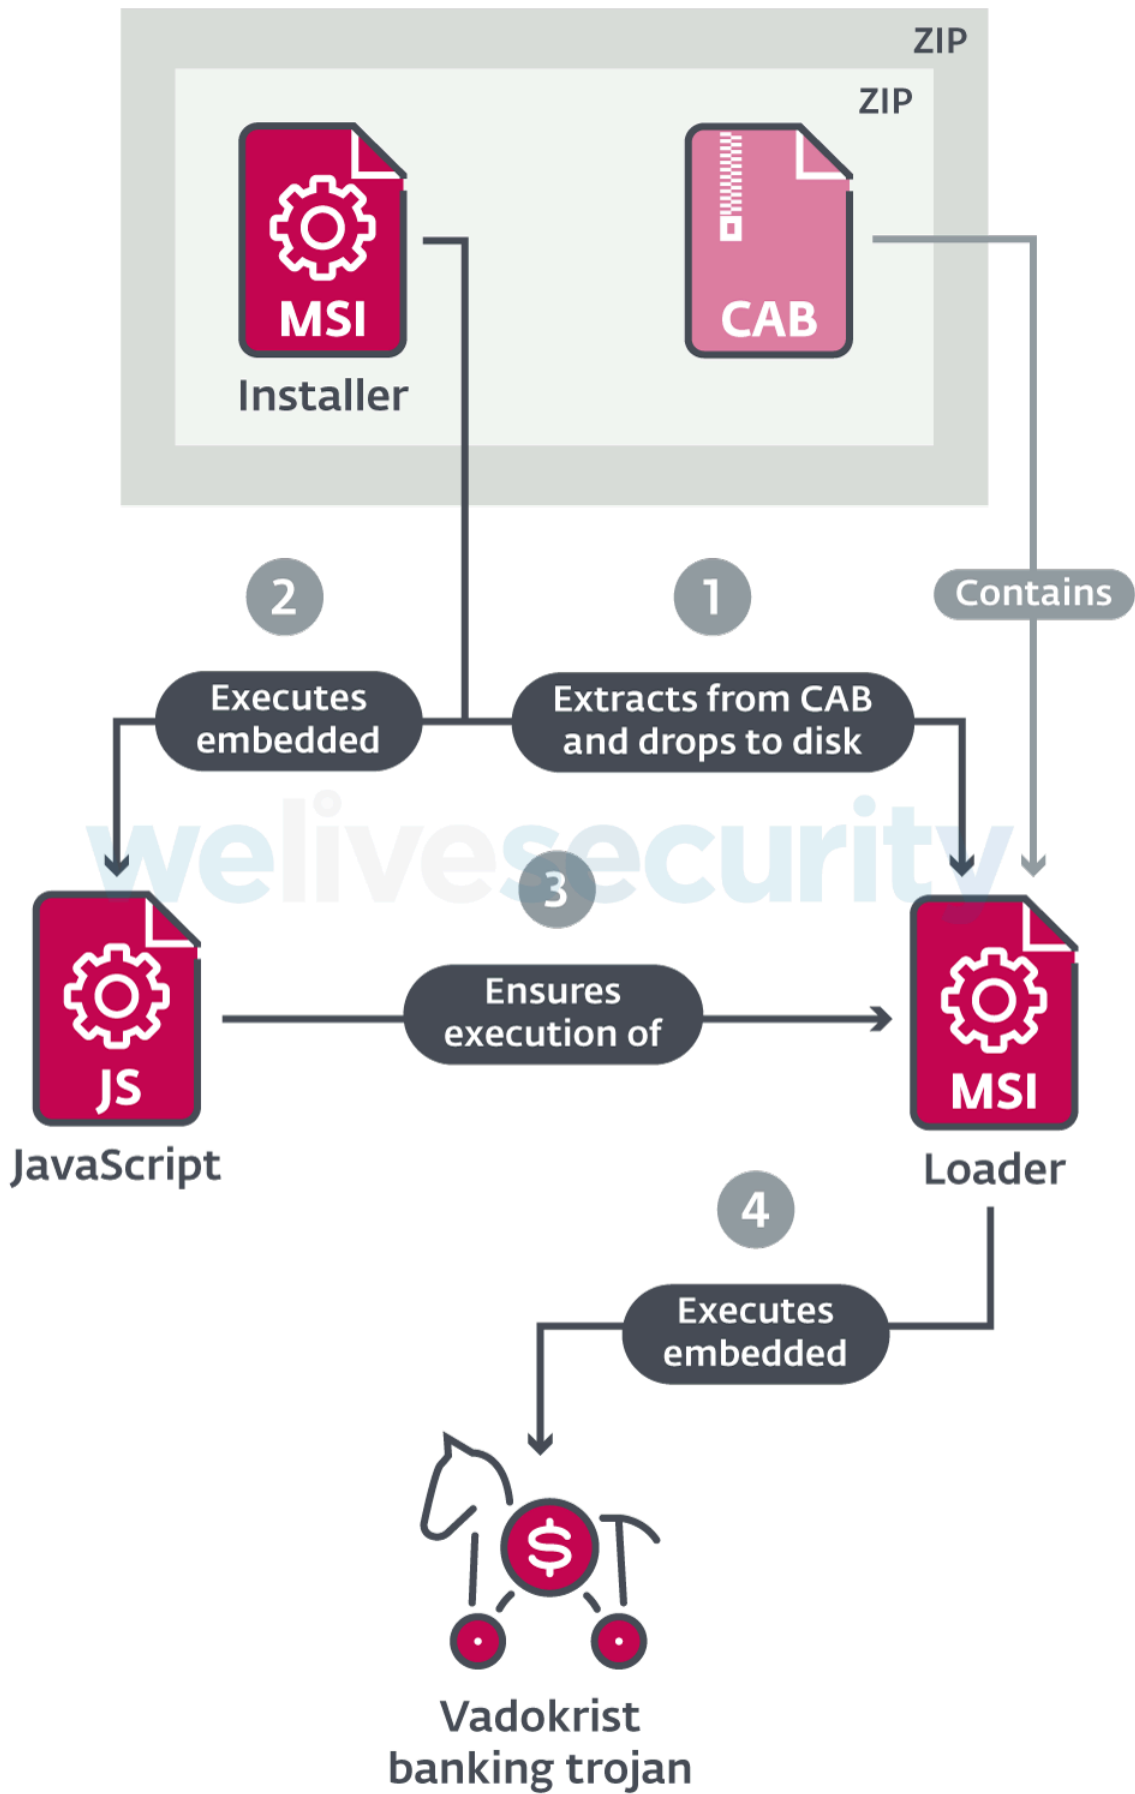 ZIP
ZIP
MSI
Installer
CAB
2
1
Contains
Executes
embedded
Extracts from CAB
and drops to disk
welivesecurity
3
JS
JavaScript
Ensures
execution of
MSI
Loader
4
Executes
embedded
$
Vadokrist
banking trojan